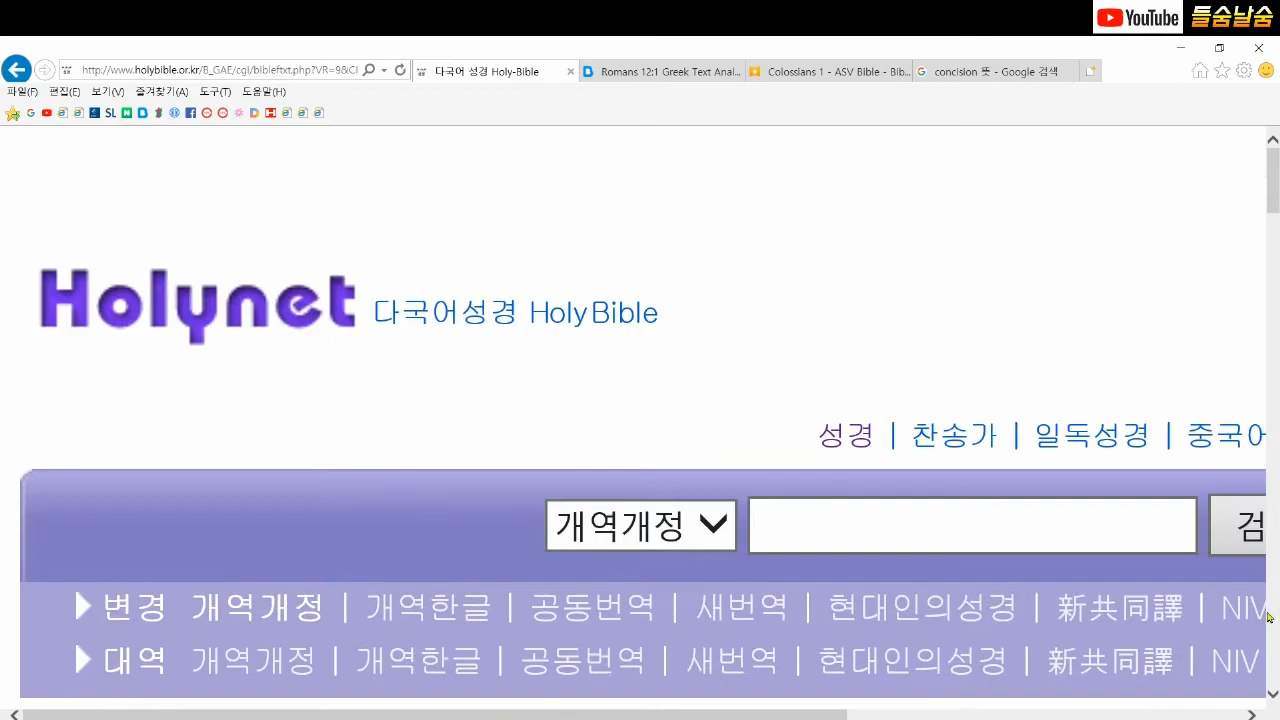 YouTube 들숨날숨
http://www.holybible.or.kr/B_GAE/cgi/bibleftxt.php?VR=9&CI
다국어 성경 Holy-Bible
Romans 12:1 Greek Text Anal...
Colossians 1 - ASV Bible - Bib...
concision 뜻 - Google 검색
파일(F) 편집(E) 보기(V) 즐겨찾기(A) 도구(T) 도움말(H)
Holynet 다국어성경 HolyBible
성경 | 찬송가 | 일독성경 | 중국어
개역개정 검
변경 개역개정 | 개역한글 | 공동번역 | 새번역 | 현대인의성경 | 新共同譯 | NIV
대역 개역개정 | 개역한글 | 공동번역 | 새번역 | 현대인의성경 | 新共同譯 | NIV